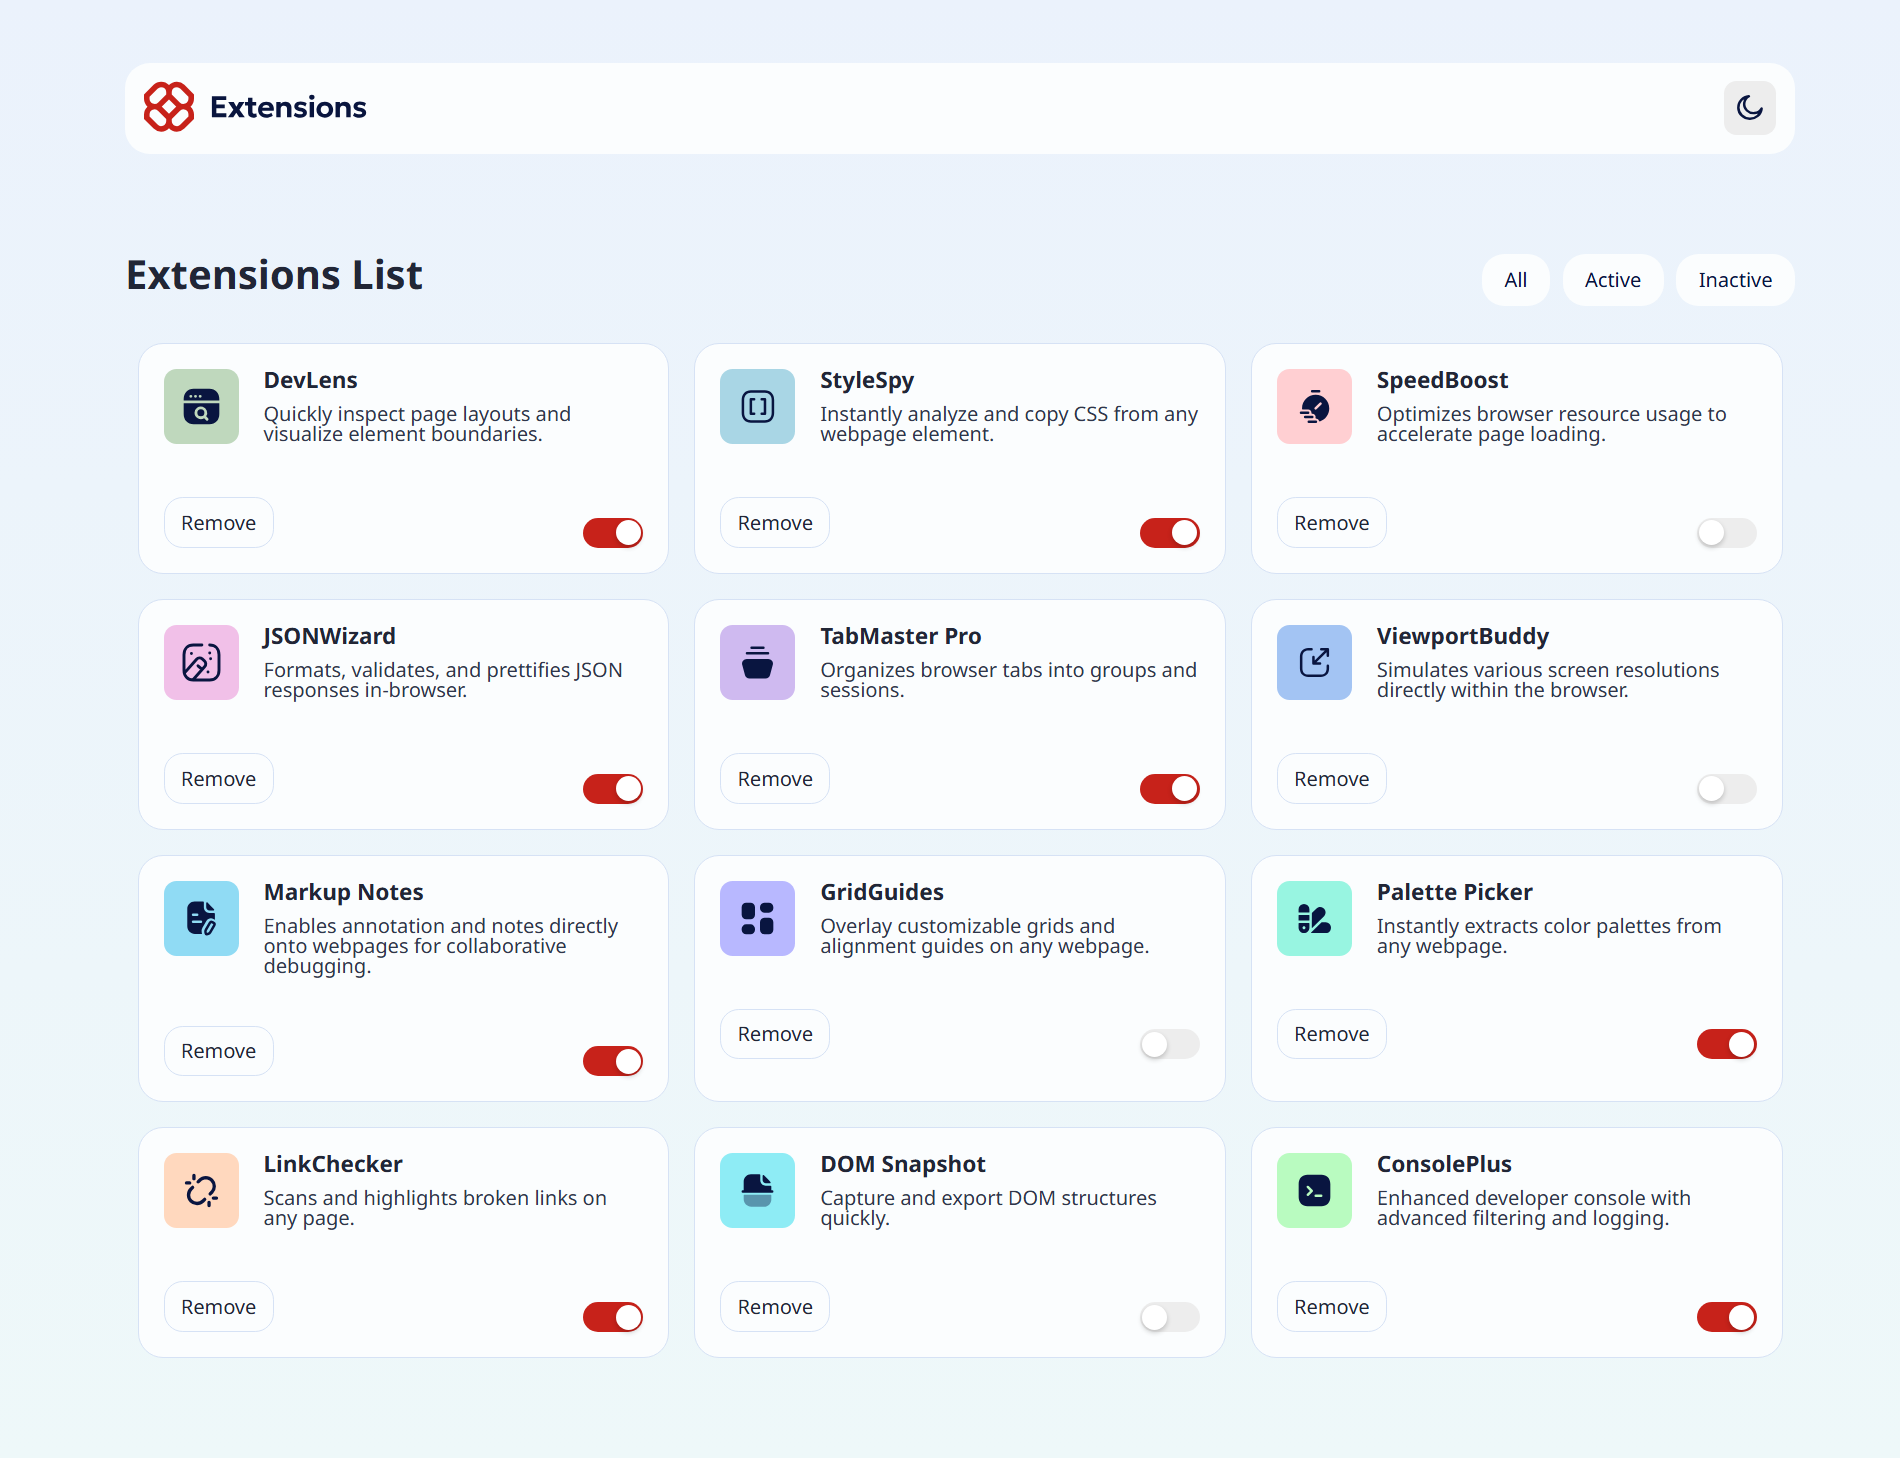 Extensions
Extensions List
All
Active
Inactive
DevLens
Quickly inspect page layouts and
visualize element boundaries.
Remove
StyleSpy
Instantly analyze and copy CSS from any
webpage element.
Remove
SpeedBoost
Optimizes browser resource usage to
accelerate page loading.
Remove
JSONWizard
Formats, validates, and prettifies JSON
responses in-browser.
Remove
TabMaster Pro
Organizes browser tabs into groups and
sessions.
Remove
ViewportBuddy
Simulates various screen resolutions
directly within the browser.
Remove
Markup Notes
Enables annotation and notes directly
onto webpages for collaborative
debugging.
Remove
GridGuides
Overlay customizable grids and
alignment guides on any webpage.
Remove
Palette Picker
Instantly extracts color palettes from
any webpage.
Remove
LinkChecker
Scans and highlights broken links on
any page.
Remove
DOM Snapshot
Capture and export DOM structures
quickly.
Remove
ConsolePlus
Enhanced developer console with
advanced filtering and logging.
Remove